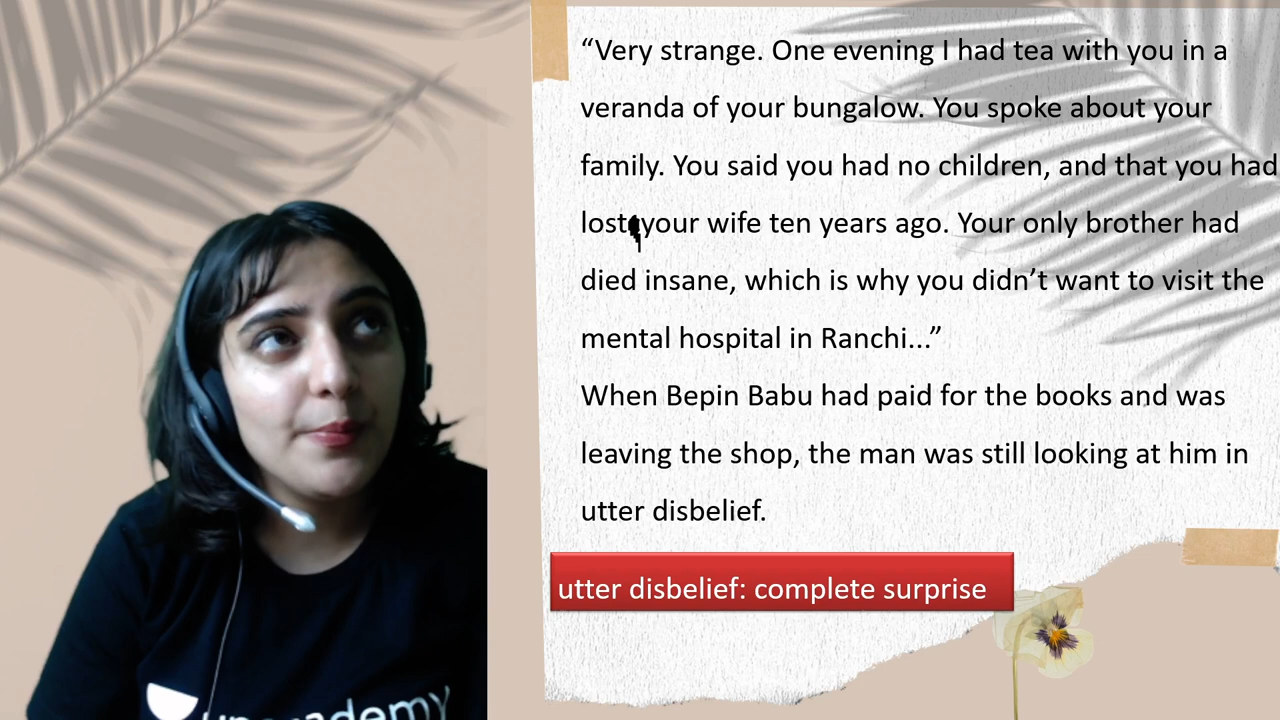 “Very strange. One evening I had tea with you in a
veranda of your bungalow. You spoke about your
family. You said you had no children, and that you had
lost your wife ten years ago. Your only brother had
died insane, which is why you didn’t want to visit the
mental hospital in Ranchi...”
When Bepin Babu had paid for the books and was
leaving the shop, the man was still looking at him in
utter disbelief.
utter disbelief: complete surprise